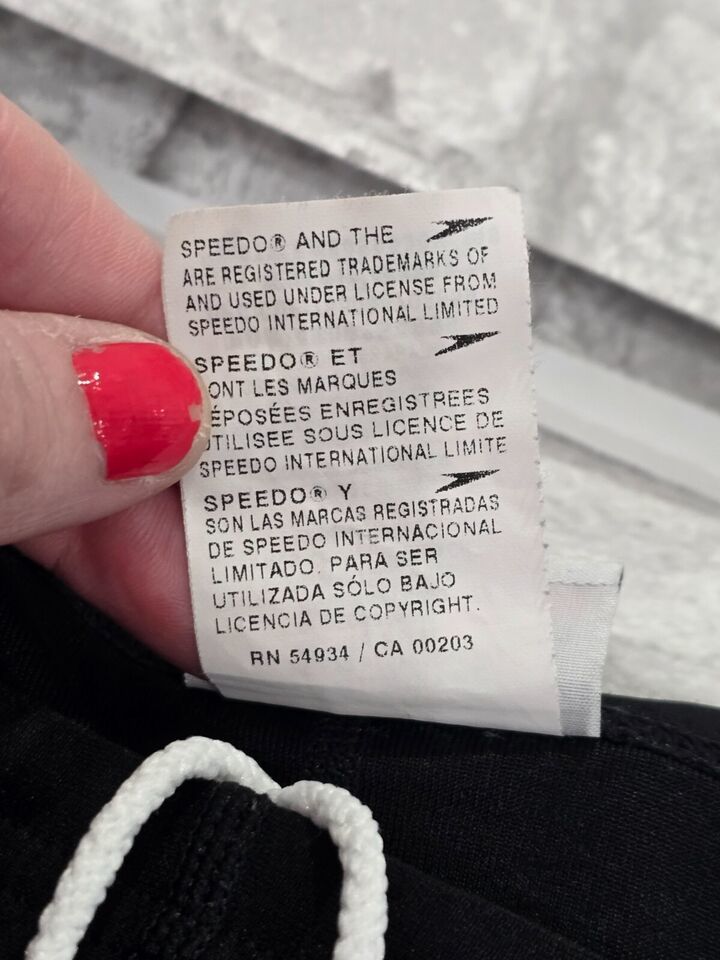 SPEEDO® AND THE
ARE REGISTERED TRADEMARKS OF
AND USED UNDER LICENSE FROM
SPEEDO INTERNATIONAL LIMITED
SPEEDO® ET
ONT LES MARQUES
ÉPOSÉES ENREGISTREES
TILISEE SOUS LICENCE DE
SPEEDO INTERNATIONAL LIMITE
SPEEDO® Y
SON LAS MARCAS REGISTRADAS
DE SPEEDO INTERNACIONAL
LIMITADO. PARA SER
UTILIZADA SÓLO BAJO
LICENCIA DE COPYRIGHT.
RN 54934 / CA 00203